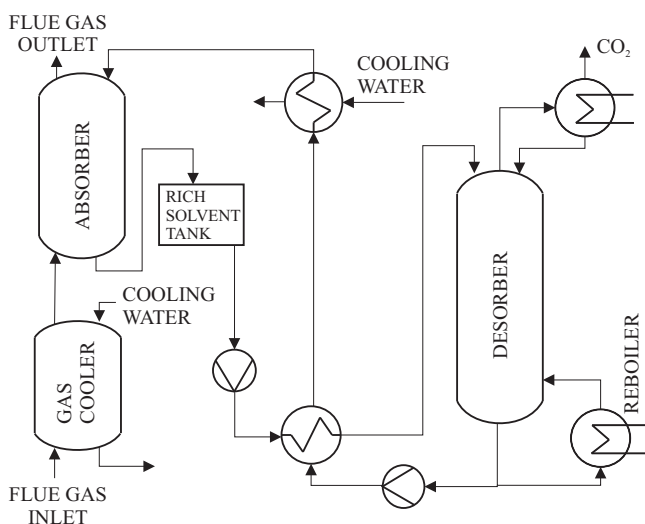 FLUE GAS
OUTLET
CO₂
COOLING
WATER
ABSORBER
RICH
SOLVENT
TANK
DESORBER
COOLING
WATER
GAS
COOLER
REBOILER
FLUE GAS
INLET